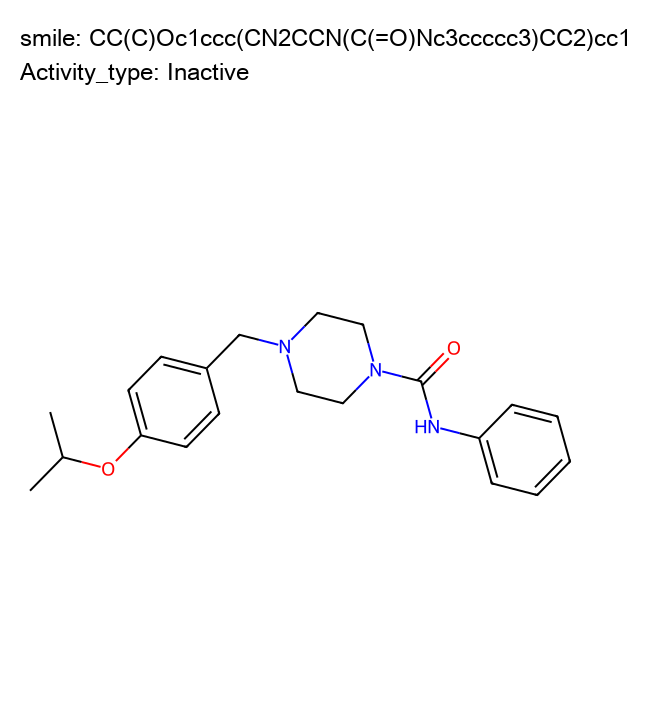 smile: CC(C)Oc1ccc(CN2CCN(C(=O)Nc3ccccc3)CC2)cc1
Activity_type: Inactive
N
N
O
HN
O